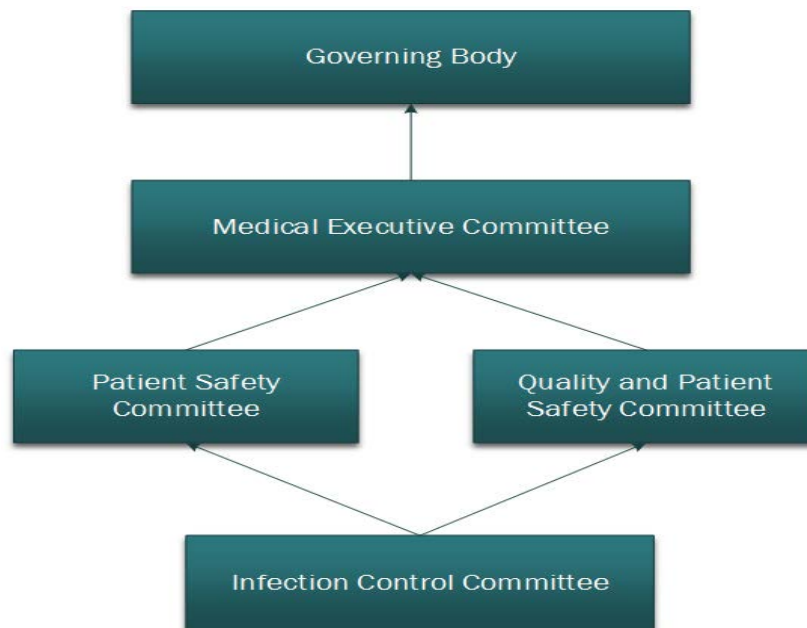 Governing Body
Medical Executive Committee
Patient Safety
Committee
Quality and Patient
Safety Committee
Infection Control Committee